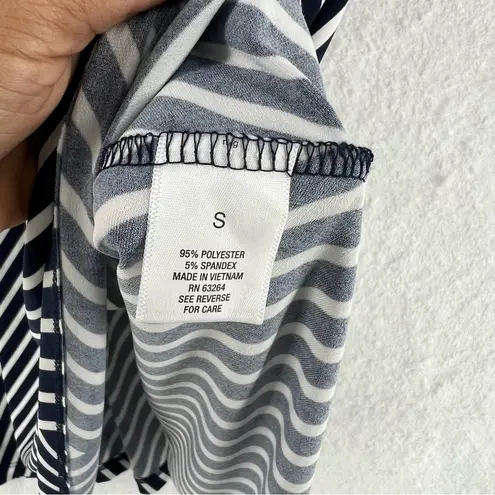 S
95% POLYESTER
5% SPANDEX
MADE IN VIETNAM
RN 63264
SEE REVERSE
FOR CARE